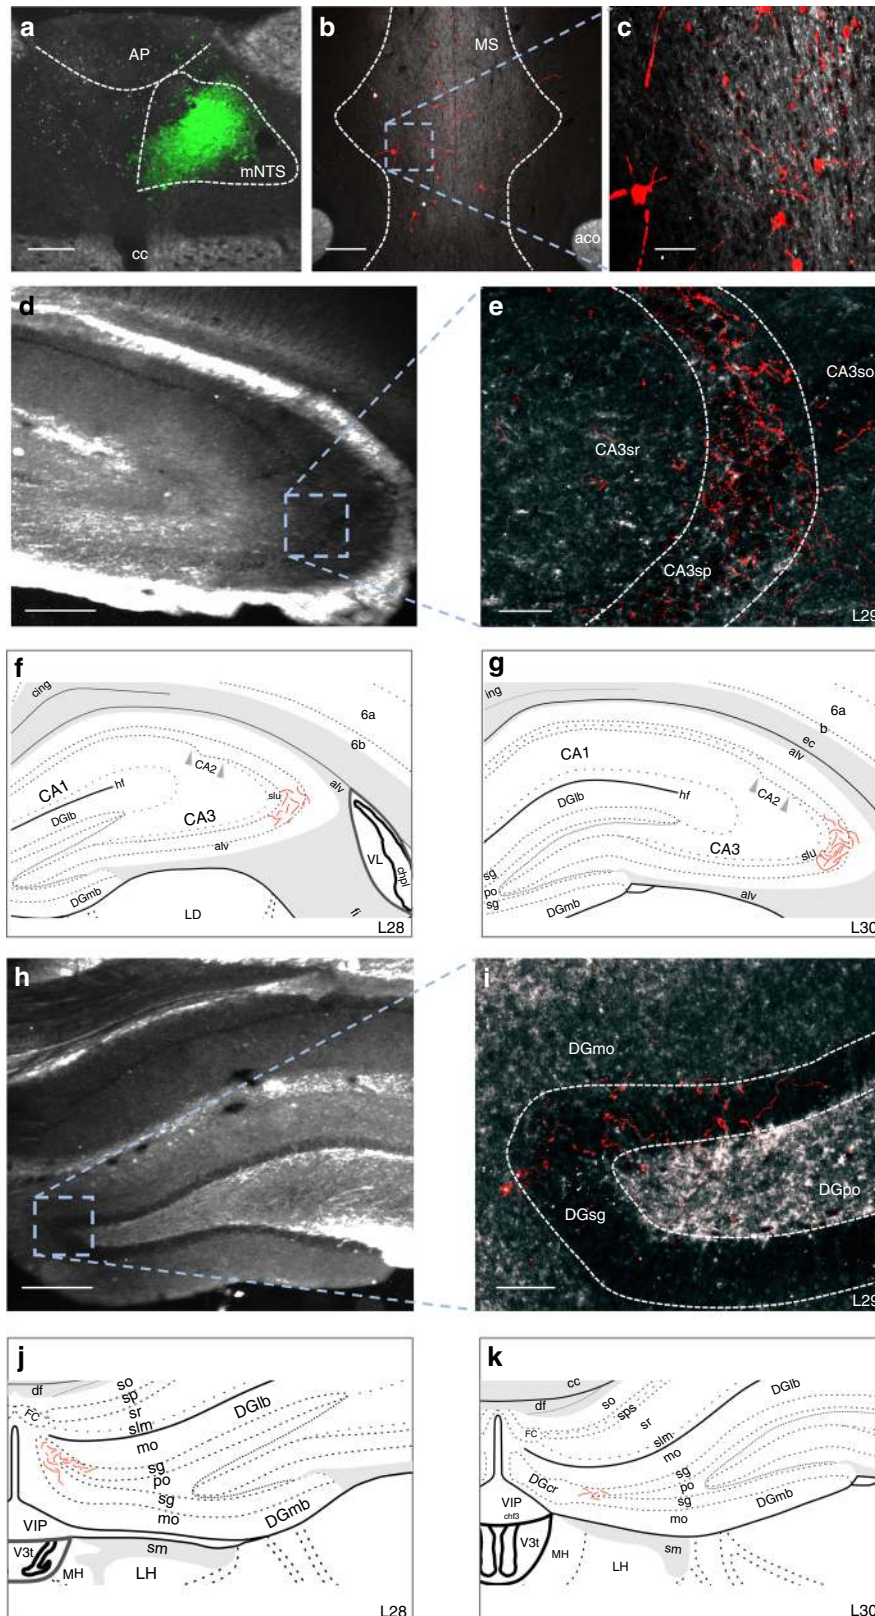 a
AP
mNTS
cc
b
MS
aco
c
d
e
CA3so
CA3sr
CA3sp
L29
f
cing
6a
6b
CA2
alv
CA1
hf
slu
DGlb
CA3
alv
VL
chpl
DGmb
LD
fi
L28
g
ing
6a
b
ec
alv
CA1
CA2
hf
DGlb
CA3
slu
sg
po
sg
DGmb
alv
L30
h
i
DGmo
DGpo
DGsg
L29
j
df
so
sp
FC
sr
slm
DGlb
mo
sg
po
sg
DGmb
mo
VIP
V3t
sm
MH
LH
L28
k
cc
df
so
sps
DGlb
FC
sr
slm
mo
sg
DGcr
po
sg
DGmb
VIP
chf3
mo
sm
MH
LH
L30